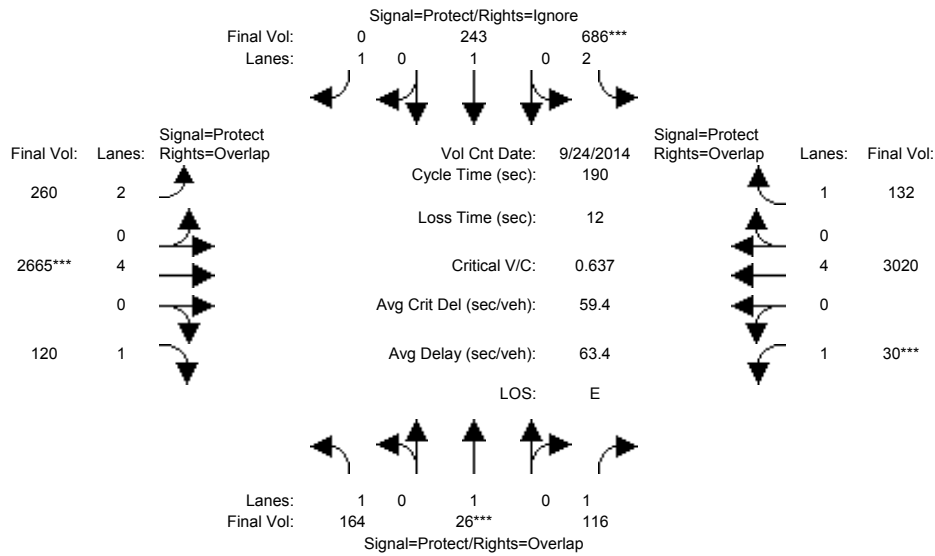 Signal=Protect/Rights=Ignore
Final Vol: 0 243 686***
Lanes: 1 0 1 0 2
Signal=Protect Signal=Protect
Final Vol: Lanes: Rights=Overlap Vol Cnt Date: 9/24/2014 Rights=Overlap Lanes: Final Vol:
Cycle Time (sec): 190
260 2 1 132
Loss Time (sec): 12
0 0
2665*** 4 Critical V/C: 0.637 4 3020
0 Avg Crit Del (sec/veh): 59.4 0
120 1 Avg Delay (sec/veh): 63.4 1 30***
LOS: E
Lanes: 1 0 1 0 1
Final Vol: 164 26*** 116
Signal=Protect/Rights=Overlap